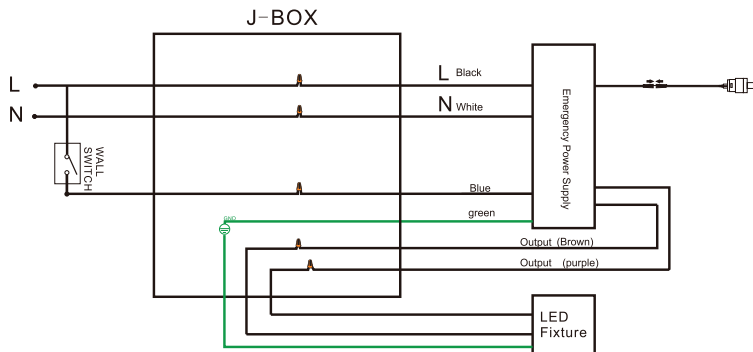 J-BOX
L
L Black
N
N White
WALL
SWITCH
Blue
green
GND
Emergency Power Supply
Output (Brown)
Output (purple)
LED
Fixture